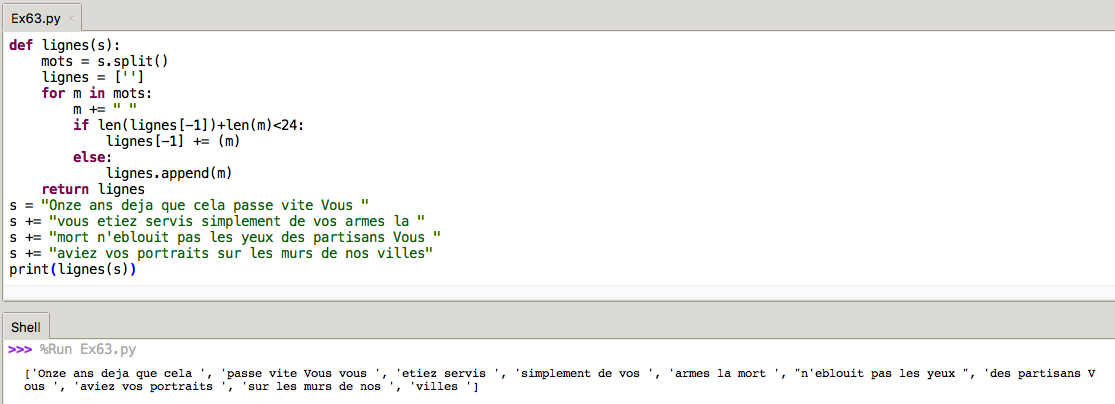 Ex63.py ×
def lignes(s):
    mots = s.split()
    lignes = ['']
    for m in mots:
        m += " "
        if len(lignes[-1])+len(m)<24:
            lignes[-1] += (m)
        else:
            lignes.append(m)
    return lignes
s = "Onze ans deja que cela passe vite Vous "
s += "vous etiez servis simplement de vos armes la "
s += "mort n'eblouit pas les yeux des partisans Vous "
s += "aviez vos portraits sur les murs de nos villes"
print(lignes(s))
Shell
>>> %Run Ex63.py
['Onze ans deja que cela ', 'passe vite Vous vous ', 'etiez servis ', 'simplement de vos ', 'armes la mort ', "n'eblouit pas les yeux ", 'des partisans V
ous ', 'aviez vos portraits ', 'sur les murs de nos ', 'villes ']